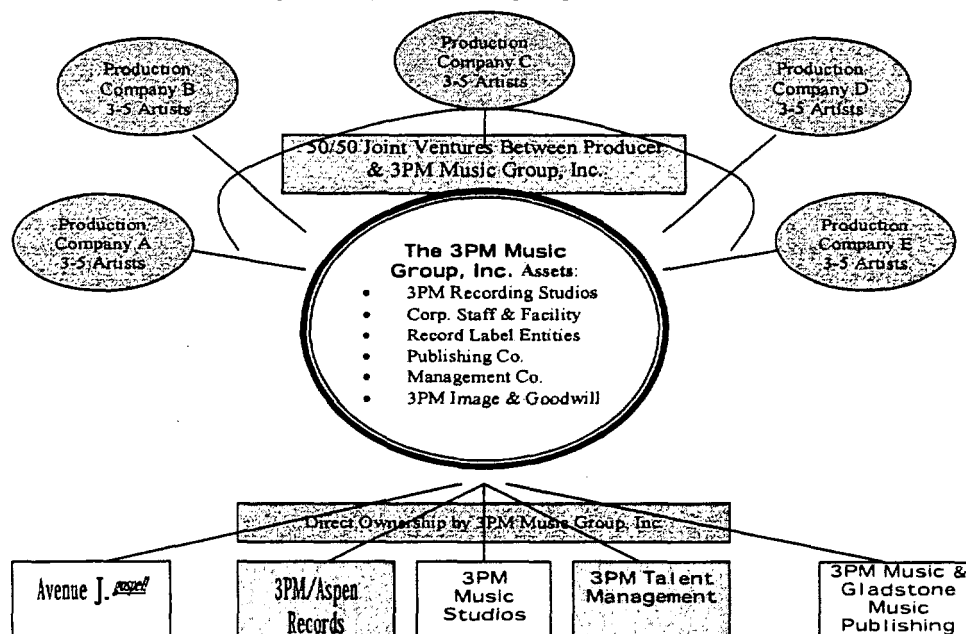 Production
Company C
3-5 Artists
Production
Company B
3-5 Artists
Production
Company D
3-5 Artists
50/50 Joint Ventures Between Producer
& 3PM Music Group, Inc.
Production
Company A
3-5 Artists
Production
Company E
3-5 Artists
The 3PM Music
Group, Inc. Assets:
• 3PM Recording Studios
• Corp. Staff & Facility
• Record Label Entities
• Publishing Co.
• Management Co.
• 3PM Image & Goodwill
Direct Ownership by 3PM Music Group, Inc
Avenue J. gospel!
3PM/Aspen
Records
3PM
Music
Studios
3PM Talent
Management
3PM Music &
Gladstone
Music
Publishing